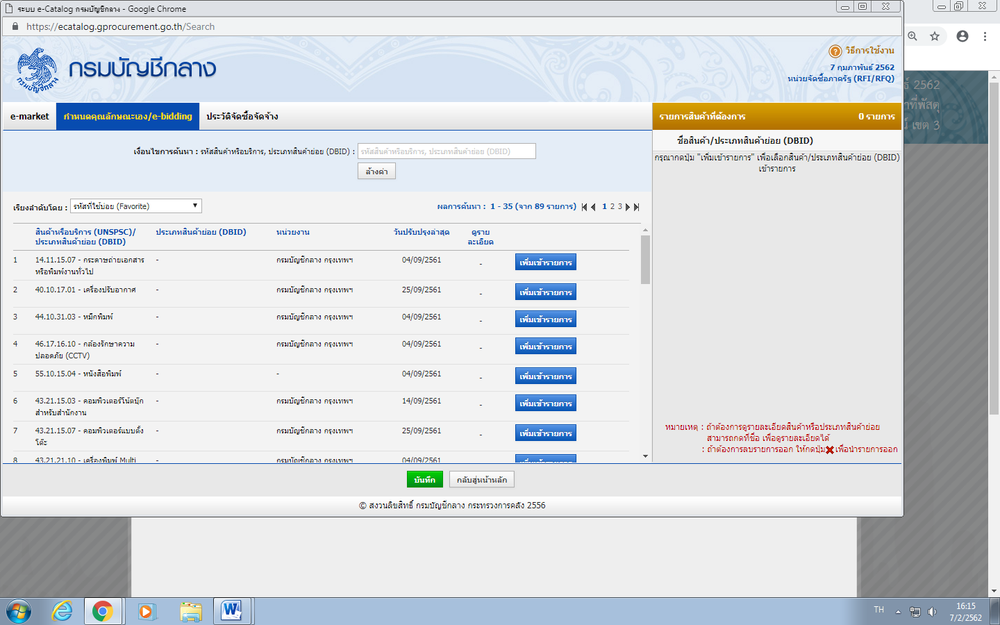 ระบบ e-Catalog กรมบัญชีกลาง - Google Chrome
https://ecatalog.gprocurement.go.th/Search
กรมบัญชีกลาง
กรมบัญชีกลาง
วิธีการใช้งาน
7 กุมภาพันธ์ 2562
หน่วยจัดซื้อภาครัฐ (RFI/RFQ)
2562
าที่พัสดุ
เขต 3
e-market
กำหนดคุณลักษณะเอง/e-bidding
ประวัติจัดซื้อจัดจ้าง
รายการสินค้าที่ต้องการ
0 รายการ
เงื่อนไขการค้นหา : รหัสสินค้าหรือบริการ, ประเภทสินค้าย่อย (DBID) :
รหัสสินค้าหรือบริการ, ประเภทสินค้าย่อย (DBID)
ล้างค่า
ชื่อสินค้า/ประเภทสินค้าย่อย (DBID)
กรุณากดปุ่ม "เพิ่มเข้ารายการ" เพื่อเลือกสินค้า/ประเภทสินค้าย่อย (DBID)
เข้ารายการ
เรียงลำดับโดย : รหัสที่ใช้บ่อย (Favorite)
ผลการค้นหา : 1 - 35 (จาก 89 รายการ) 1 2 3
สินค้าหรือบริการ (UNSPSC)/
ประเภทสินค้าย่อย (DBID)
ประเภทสินค้าย่อย (DBID)
หน่วยงาน
วันปรับปรุงล่าสุด
ดูราย
ละเอียด
1 14.11.15.07 - กระดาษถ่ายเอกสาร - กรมบัญชีกลาง กรุงเทพฯ 04/09/2561 - เพิ่มเข้ารายการ
หรือพิมพ์งานทั่วไป
2 40.10.17.01 - เครื่องปรับอากาศ - กรมบัญชีกลาง กรุงเทพฯ 25/09/2561 - เพิ่มเข้ารายการ
3 44.10.31.03 - หมึกพิมพ์ - กรมบัญชีกลาง กรุงเทพฯ 04/09/2561 - เพิ่มเข้ารายการ
4 46.17.16.10 - กล้องรักษาความ - กรมบัญชีกลาง กรุงเทพฯ 04/09/2561 - เพิ่มเข้ารายการ
ปลอดภัย (CCTV)
5 55.10.15.04 - หนังสือพิมพ์ - - 04/09/2561 - เพิ่มเข้ารายการ
6 43.21.15.03 - คอมพิวเตอร์โน้ตบุ๊ก - กรมบัญชีกลาง กรุงเทพฯ 14/09/2561 - เพิ่มเข้ารายการ
สำหรับสำนักงาน
7 43.21.15.07 - คอมพิวเตอร์แบบตั้ง - กรมบัญชีกลาง กรุงเทพฯ 25/09/2561 - เพิ่มเข้ารายการ
โต๊ะ
8 43.21.21.10 - เครื่องพิมพ์ Multi - กรมบัญชีกลาง กรุงเทพฯ 04/09/2561 เพิ่มเข้ารายการ
หมายเหตุ : ถ้าต้องการดูรายละเอียดสินค้าหรือประเภทสินค้าย่อย
สามารถกดที่ชื่อ เพื่อดูรายละเอียดได้
: ถ้าต้องการลบรายการออก ให้กดปุ่ม เพื่อนำรายการออก
บันทึก
กลับสู่หน้าหลัก
© สงวนลิขสิทธิ์ กรมบัญชีกลาง กระทรวงการคลัง 2556
TH
16:15
7/2/2562